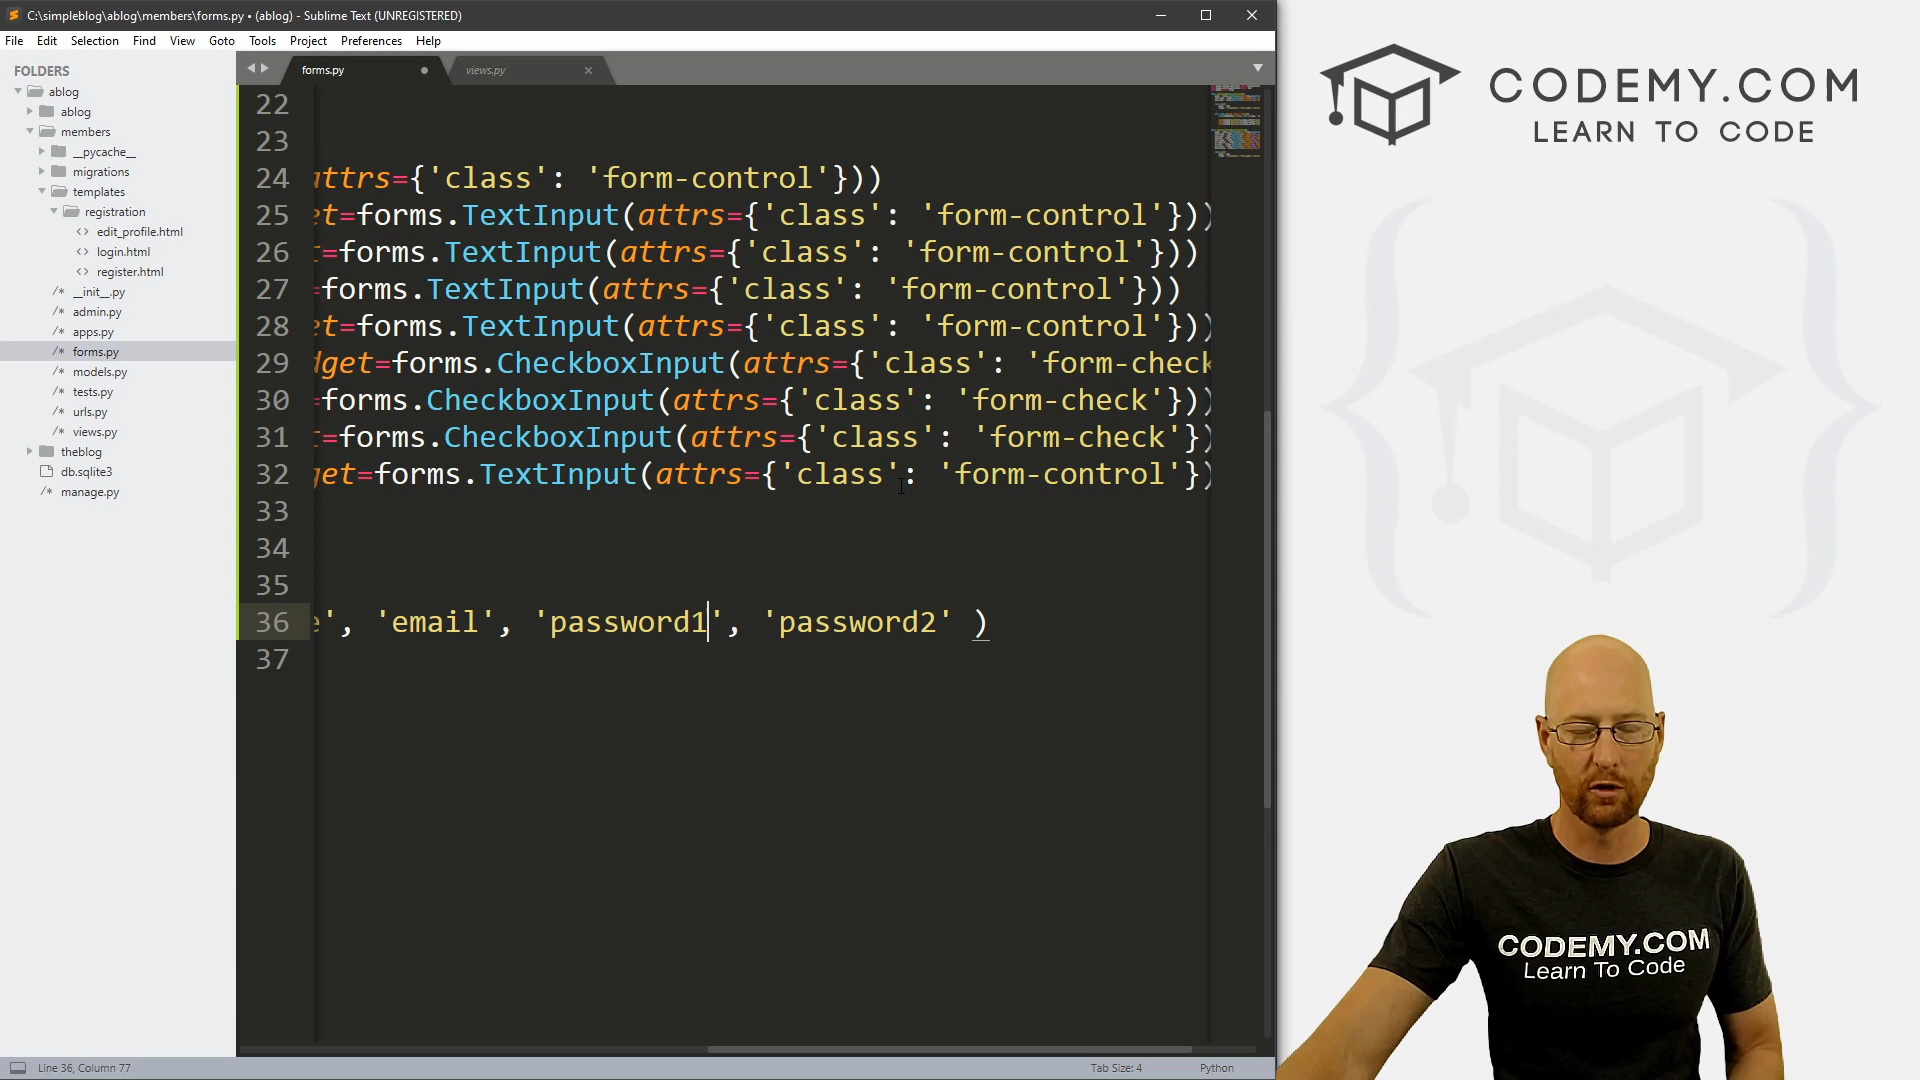 C:\simpleblog\ablog\members\forms.py • (ablog) - Sublime Text (UNREGISTERED)
File Edit Selection Find View Goto Tools Project Preferences Help
FOLDERS
ablog
ablog
members
__pycache__
migrations
templates
registration
edit_profile.html
login.html
register.html
__init__.py
admin.py
apps.py
forms.py
models.py
tests.py
urls.py
views.py
theblog
db.sqlite3
manage.py
forms.py views.py
22
23
24 attrs={'class': 'form-control'}))
25 et=forms.TextInput(attrs={'class': 'form-control'}))
26 t=forms.TextInput(attrs={'class': 'form-control'}))
27 =forms.TextInput(attrs={'class': 'form-control'}))
28 et=forms.TextInput(attrs={'class': 'form-control'}))
29 dget=forms.CheckboxInput(attrs={'class': 'form-check
30 =forms.CheckboxInput(attrs={'class': 'form-check'}))
31 t=forms.CheckboxInput(attrs={'class': 'form-check'})
32 get=forms.TextInput(attrs={'class': 'form-control'})
33
34
35
36 e', 'email', 'password1', 'password2' )
37
Line 36, Column 77 Tab Size: 4 Python
CODEMY.COM
LEARN TO CODE
CODEMY.COM
Learn To Code